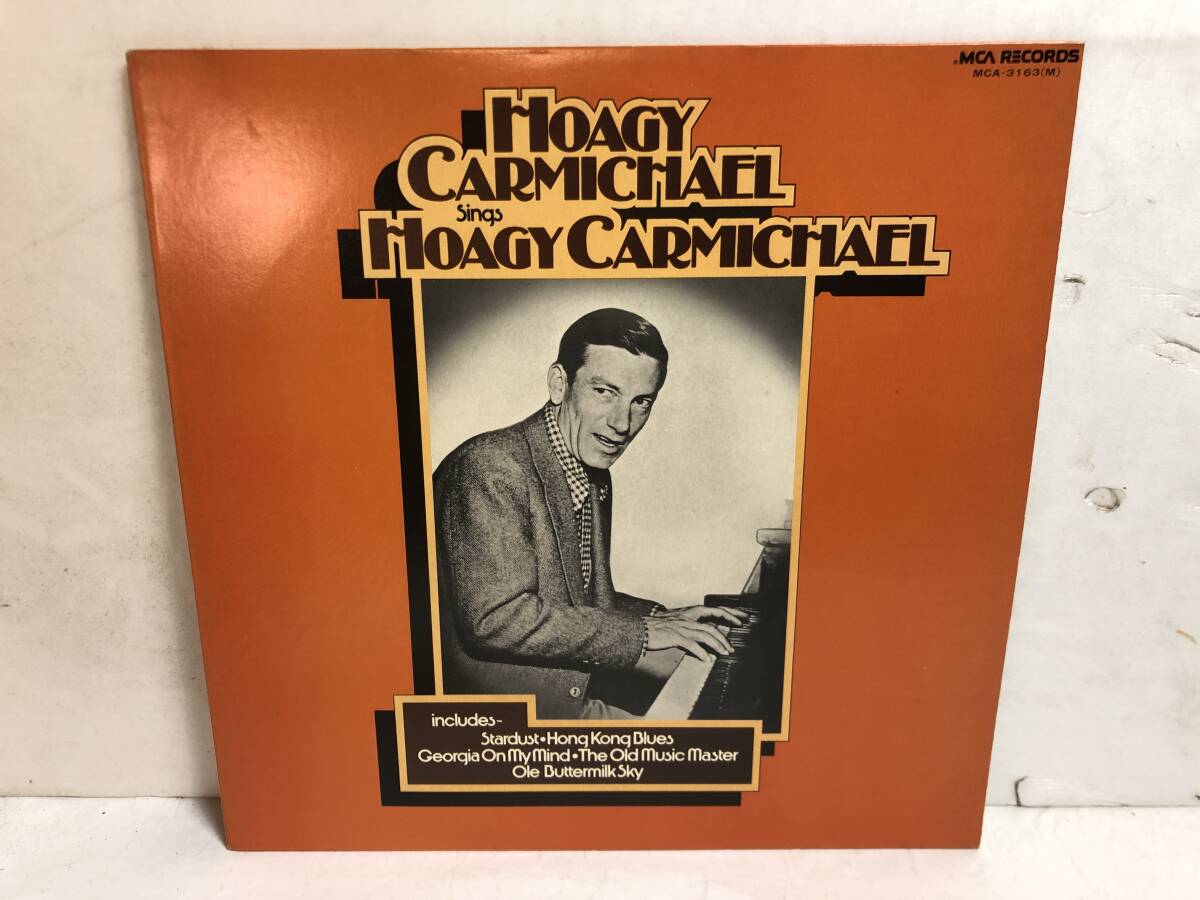 MCA RECORDS
MCA-3163(M)
HOAGY
CARMICHAEL
Sings
HOAGY CARMICHAEL
includes-
Stardust•Hong Kong Blues
Georgia On My Mind•The Old Music Master
Ole Buttermilk Sky